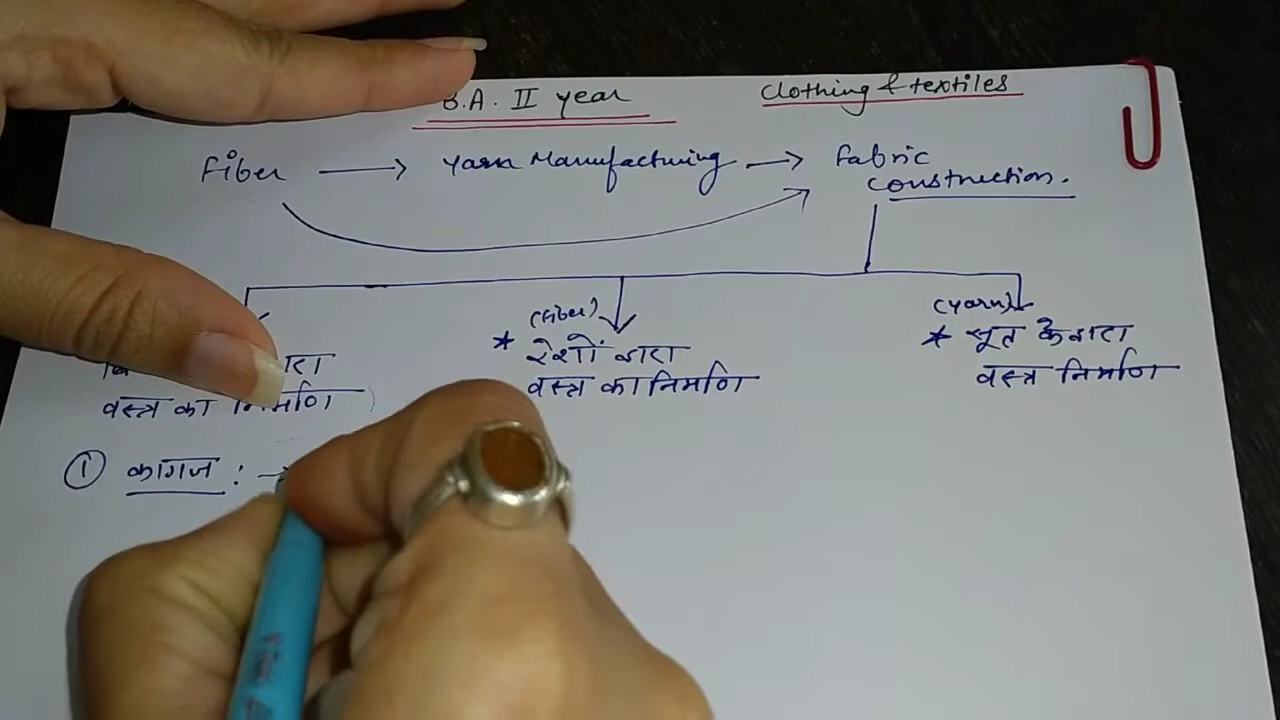 B.A. II year
Clothing & textiles
Fiber → Yarn Manufacturing → Fabric
Construction.
(fiber)
* रेशों द्वारा
वस्त्र का निर्माण
(Yarn)
* सूत के द्वारा
वस्त्र निर्माण
वस्त्र का निर्माण
① कागज : →